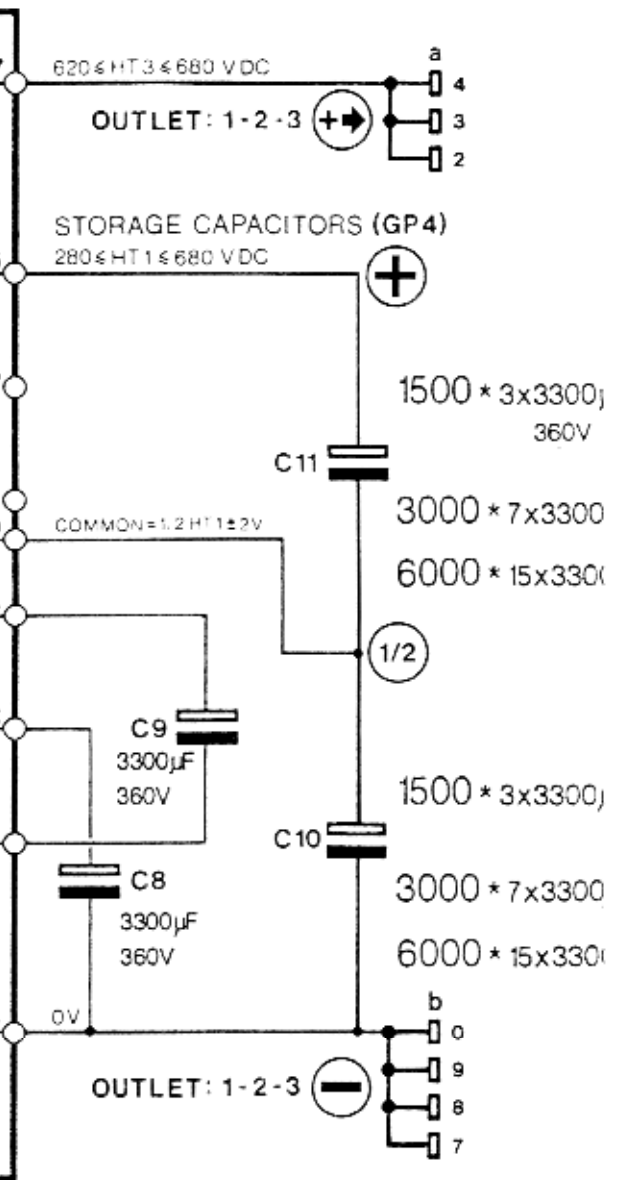 a
620≤HT3≤680 VDC
4
OUTLET: 1-2-3 +
3
2
STORAGE CAPACITORS (GP4)
280≤HT1≤680 VDC
+
1500 * 3x3300
360V
C11
3000 * 7x3300
COMMON=1/2 HT1±2V
6000 * 15x330
1/2
C9
3300µF
360V
1500 * 3x3300
C10
C8
3000 * 7x3300
3300µF
360V
6000 * 15x330
b
0V
0
9
OUTLET: 1-2-3 −
8
7